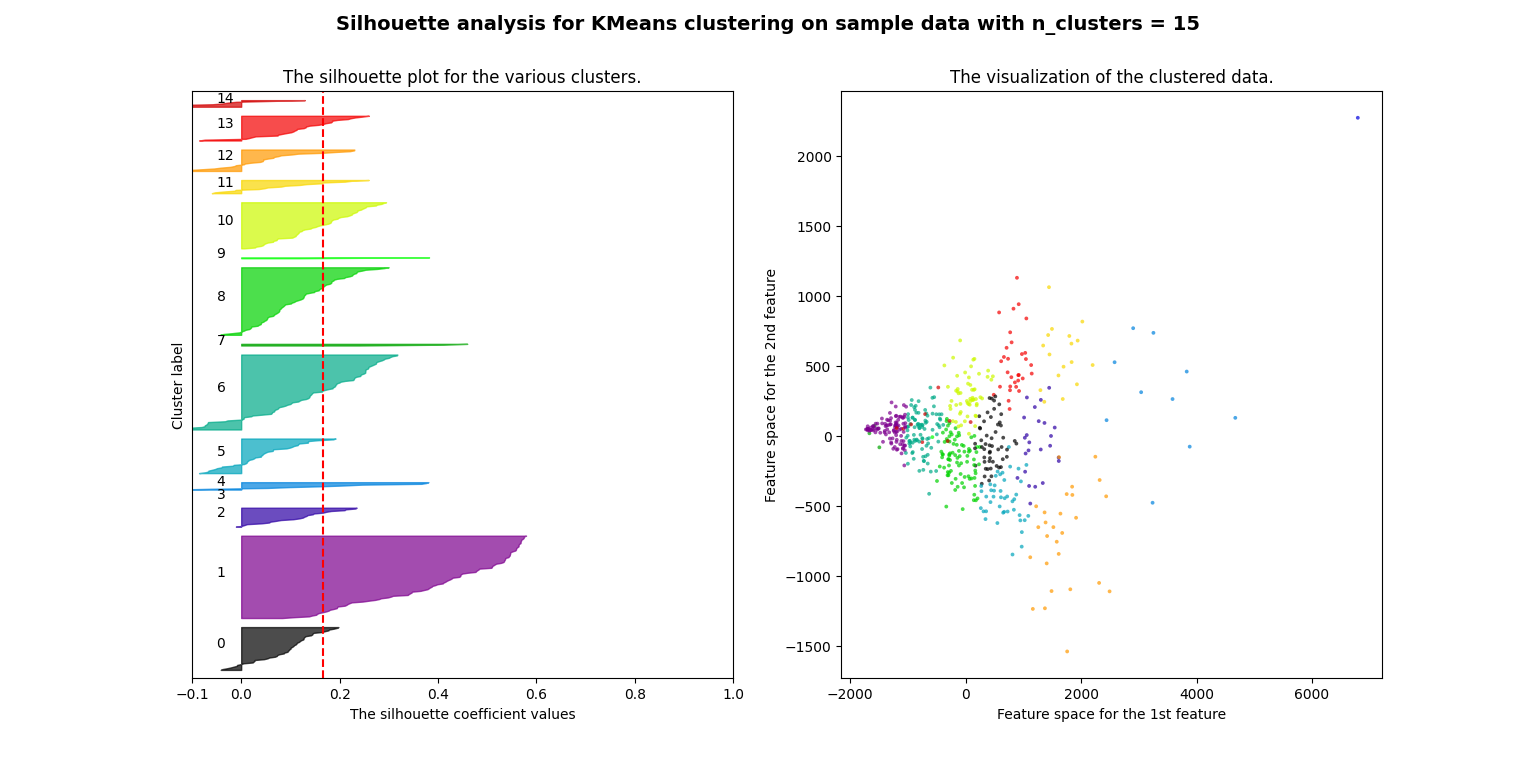 Silhouette analysis for KMeans clustering on sample data with n_clusters = 15
The silhouette plot for the various clusters.
14
13
12
11
10
9
8
7
6
5
4
3
2
1
0
Cluster label
−0.1 0.0 0.2 0.4 0.6 0.8 1.0
The silhouette coefficient values
The visualization of the clustered data.
2000
1500
1000
500
0
−500
−1000
−1500
Feature space for the 2nd feature
−2000 0 2000 4000 6000
Feature space for the 1st feature